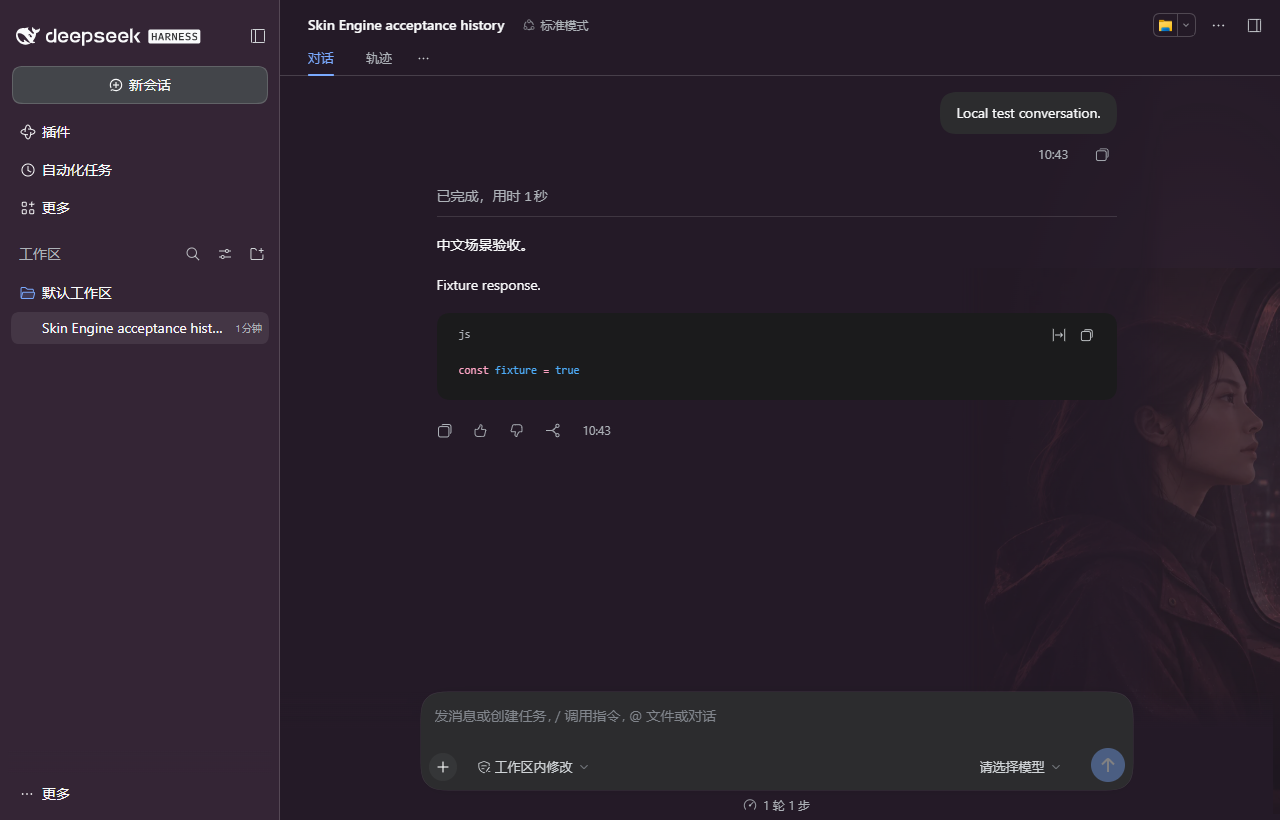 deepseek HARNESS
新会话
插件
自动化任务
更多
工作区
默认工作区
Skin Engine acceptance hist... 1分钟
更多
Skin Engine acceptance history 标准模式
对话 轨迹 ...
Local test conversation.
10:43
已完成，用时 1 秒
中文场景验收。
Fixture response.
js
const fixture = true
10:43
发消息或创建任务, / 调用指令, @ 文件或对话
工作区内修改 请选择模型
1 轮 1 步